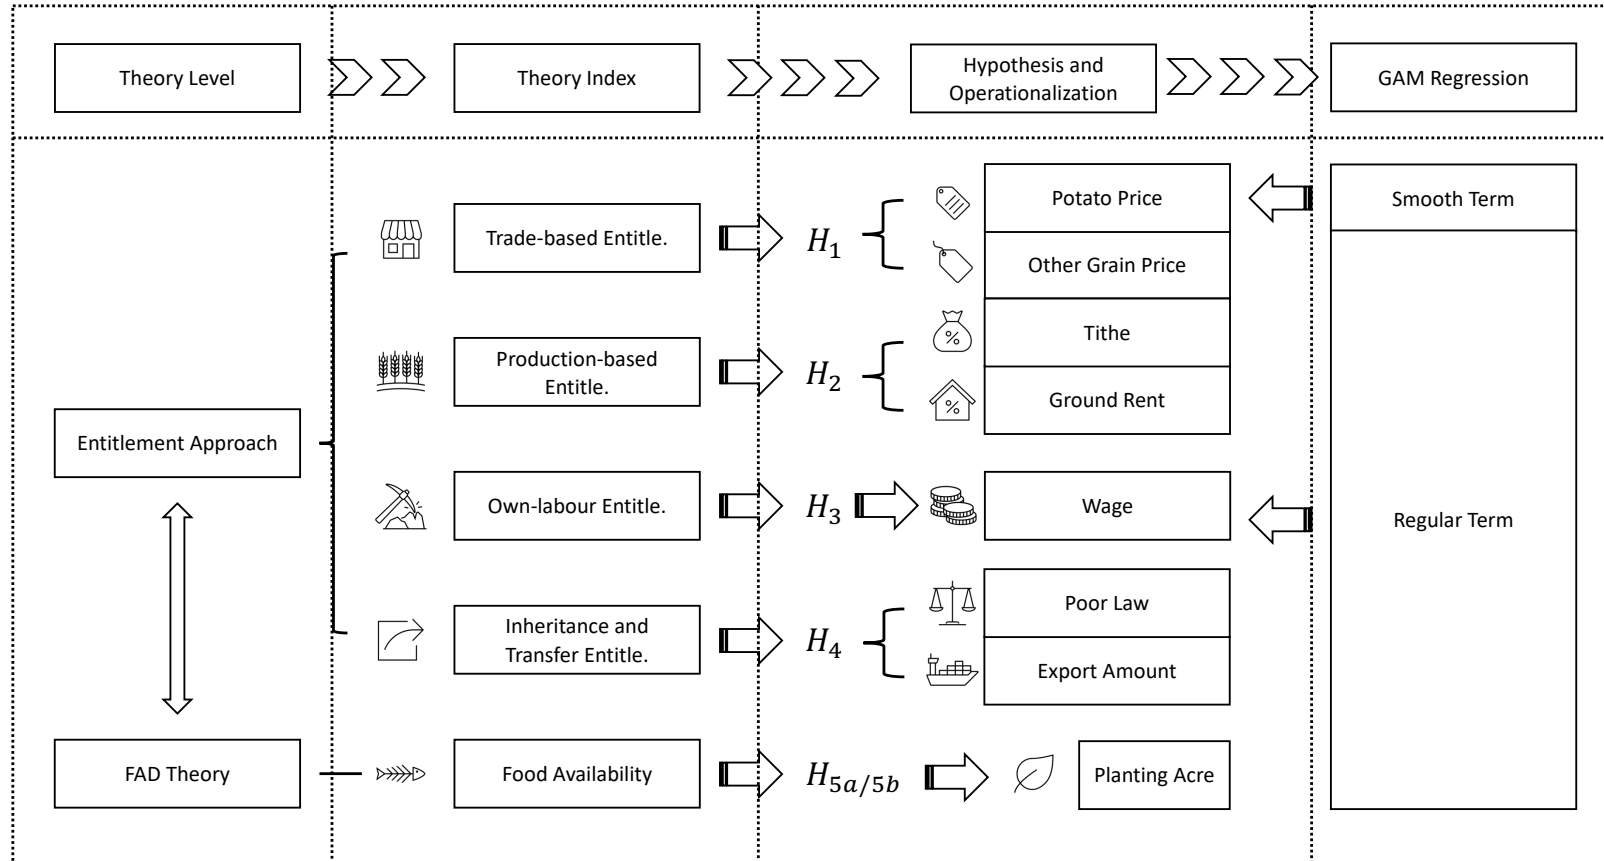 Theory Level
Theory Index
Hypothesis and
Operationalization
GAM Regression
Trade-based Entitle.
H1
Potato Price
Other Grain Price
Smooth Term
Production-based
Entitle.
H2
Tithe
%
Ground Rent
%
Entitlement Approach
Own-labour Entitle.
H3
Wage
Regular Term
Inheritance and
Transfer Entitle.
H4
Poor Law
Export Amount
FAD Theory
Food Availability
H5a/5b
Planting Acre